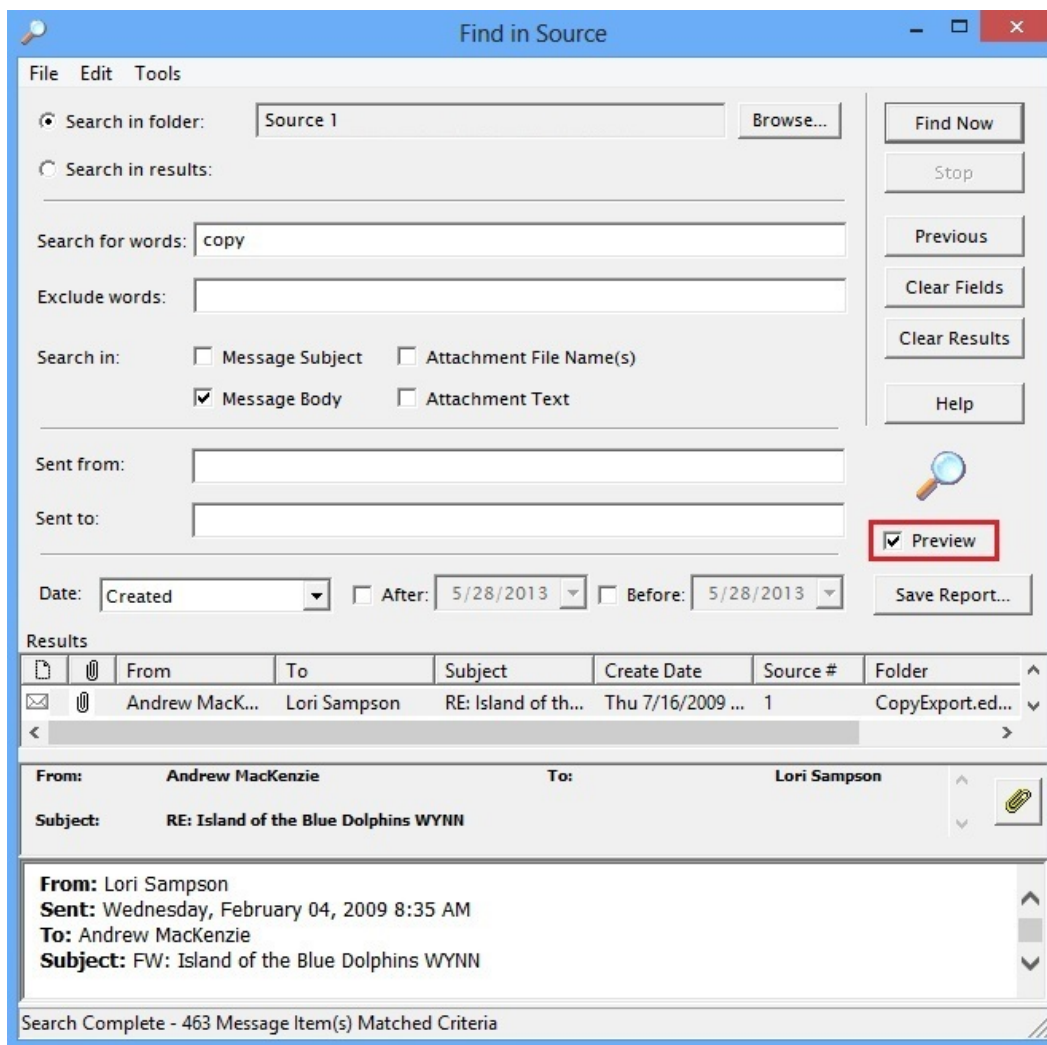 Find in Source
File Edit Tools
Search in folder: Source 1 Browse... Find Now
Search in results: Stop
Search for words: copy Previous
Exclude words: Clear Fields
Clear Results
Search in: Message Subject Attachment File Name(s)
Message Body Attachment Text Help
Sent from:
Sent to:
Preview
Date: Created After: 5/28/2013 Before: 5/28/2013 Save Report...
Results
From To Subject Create Date Source # Folder
Andrew MacK... Lori Sampson RE: Island of th... Thu 7/16/2009 ... 1 CopyExport.ed...
From: Andrew MacKenzie To: Lori Sampson
Subject: RE: Island of the Blue Dolphins WYNN
From: Lori Sampson
Sent: Wednesday, February 04, 2009 8:35 AM
To: Andrew MacKenzie
Subject: FW: Island of the Blue Dolphins WYNN
Search Complete - 463 Message Item(s) Matched Criteria